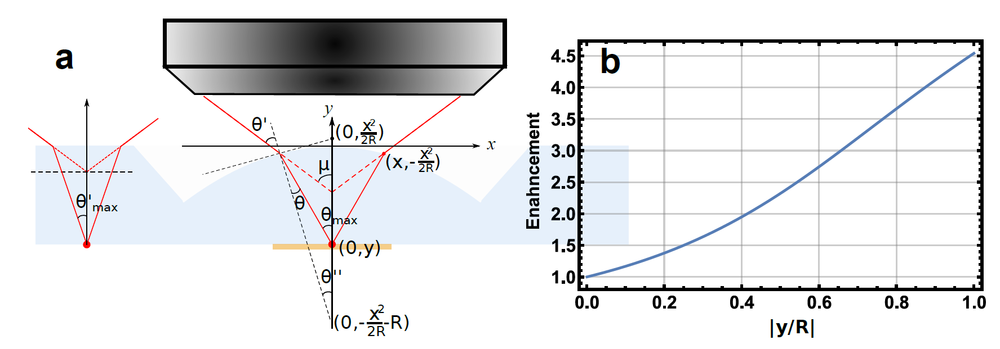 a
y
x
θ'
(0, x²/2R)
(x,-x²/2R)
μ
θ
θ'max
θmax
(0,y)
θ''
(0,-x²/2R-R)
b
Enahncement
4.5
4.0
3.5
3.0
2.5
2.0
1.5
1.0
0.0 0.2 0.4 0.6 0.8 1.0
|y/R|